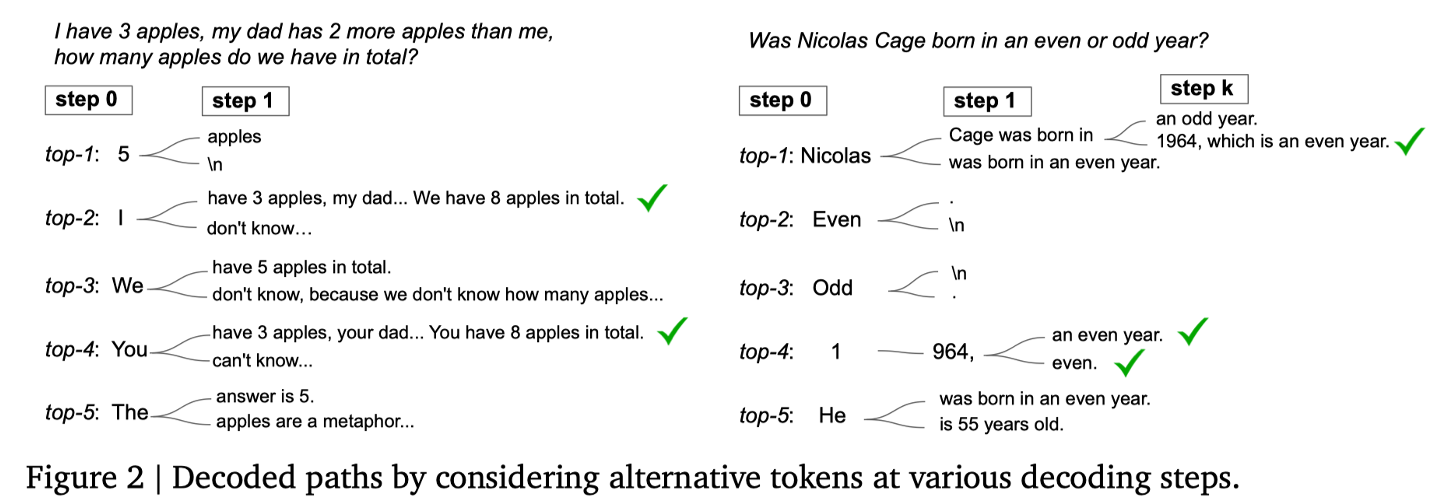 I have 3 apples, my dad has 2 more apples than me,
how many apples do we have in total?
step 0
step 1
top-1: 5
apples
\n
top-2: I
have 3 apples, my dad... We have 8 apples in total.
don't know...
top-3: We
have 5 apples in total.
don't know, because we don't know how many apples...
top-4: You
have 3 apples, your dad... You have 8 apples in total.
can't know...
top-5: The
answer is 5.
apples are a metaphor...
Was Nicolas Cage born in an even or odd year?
step 0
step 1
step k
top-1: Nicolas
Cage was born in
an odd year.
1964, which is an even year.
was born in an even year.
top-2: Even
.
\n
top-3: Odd
\n
.
top-4: 1
964,
an even year.
even.
top-5: He
was born in an even year.
is 55 years old.
Figure 2 | Decoded paths by considering alternative tokens at various decoding steps.